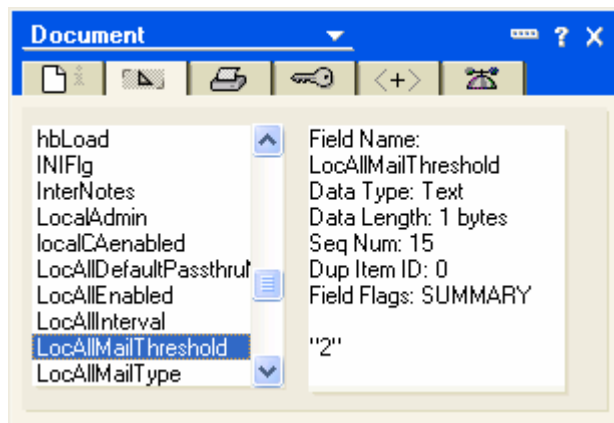 Document
? X
<+>
hbLoad
INIFlg
InterNotes
LocalAdmin
localCAenabled
LocAllDefaultPassthru
LocAllEnabled
LocAllInterval
LocAllMailThreshold
LocAllMailType
Field Name:
LocAllMailThreshold
Data Type: Text
Data Length: 1 bytes
Seq Num: 15
Dup Item ID: 0
Field Flags: SUMMARY
"2"